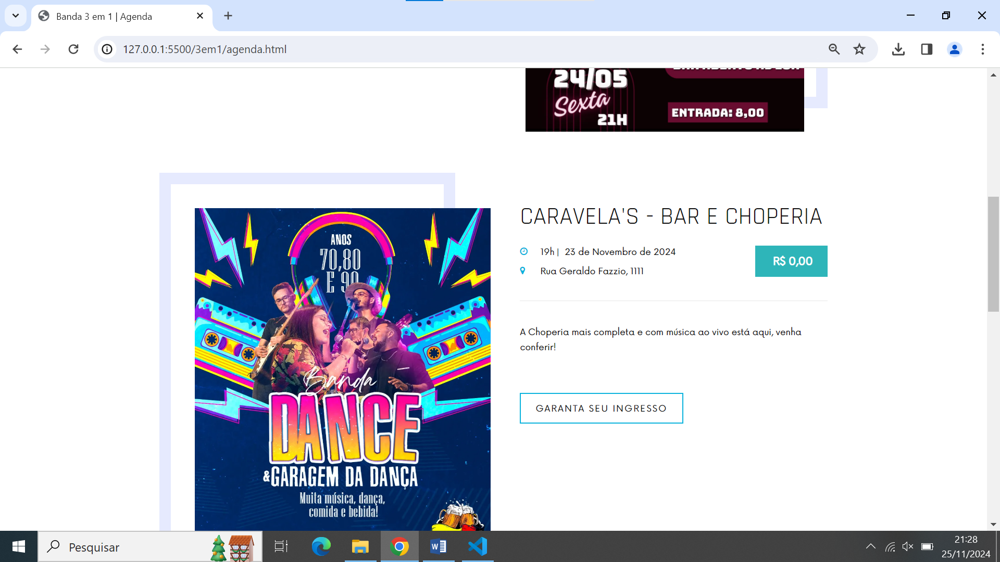 Banda 3 em 1 | Agenda
127.0.0.1:5500/3em1/agenda.html
24/05
Sexta
21H
ENTRADA: 8,00
ANOS
70,80
E 90
Banda
DANCE
& GARAGEM DA DANÇA
Muita música, dança,
comida e bebida!
CARAVELA'S - BAR E CHOPERIA
19h | 23 de Novembro de 2024
R$ 0,00
Rua Geraldo Fazzio, 1111
A Choperia mais completa e com música ao vivo está aqui, venha
conferir!
GARANTA SEU INGRESSO
Pesquisar
21:28
25/11/2024